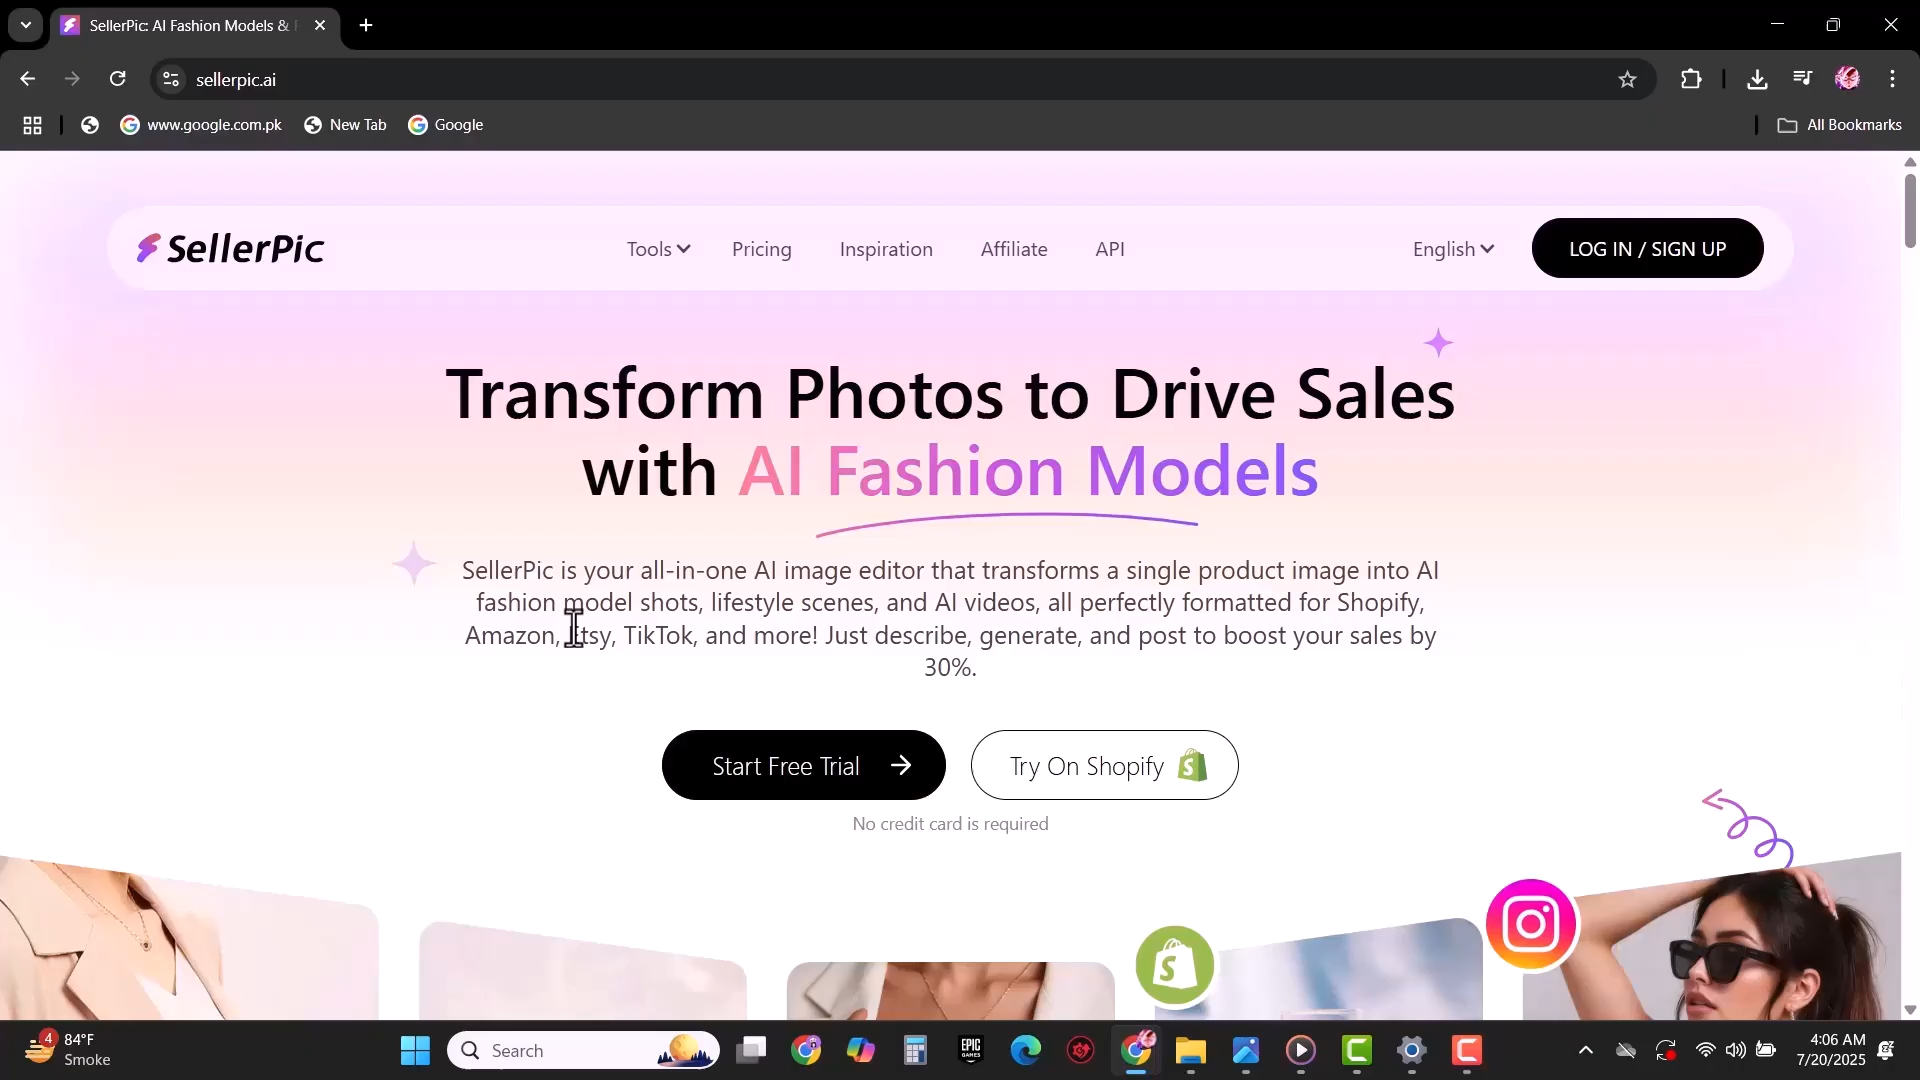 SellerPic: AI Fashion Models &
sellerpic.ai
www.google.com.pk
New Tab
Google
All Bookmarks
SellerPic
Tools
Pricing
Inspiration
Affiliate
API
English
LOG IN / SIGN UP
Transform Photos to Drive Sales
with AI Fashion Models
SellerPic is your all-in-one AI image editor that transforms a single product image into AI
fashion model shots, lifestyle scenes, and AI videos, all perfectly formatted for Shopify,
Amazon, Etsy, TikTok, and more! Just describe, generate, and post to boost your sales by
30%.
Start Free Trial
Try On Shopify
No credit card is required
4
84°F
Smoke
Search
EPIC
GAMES
4:06 AM
7/20/2025